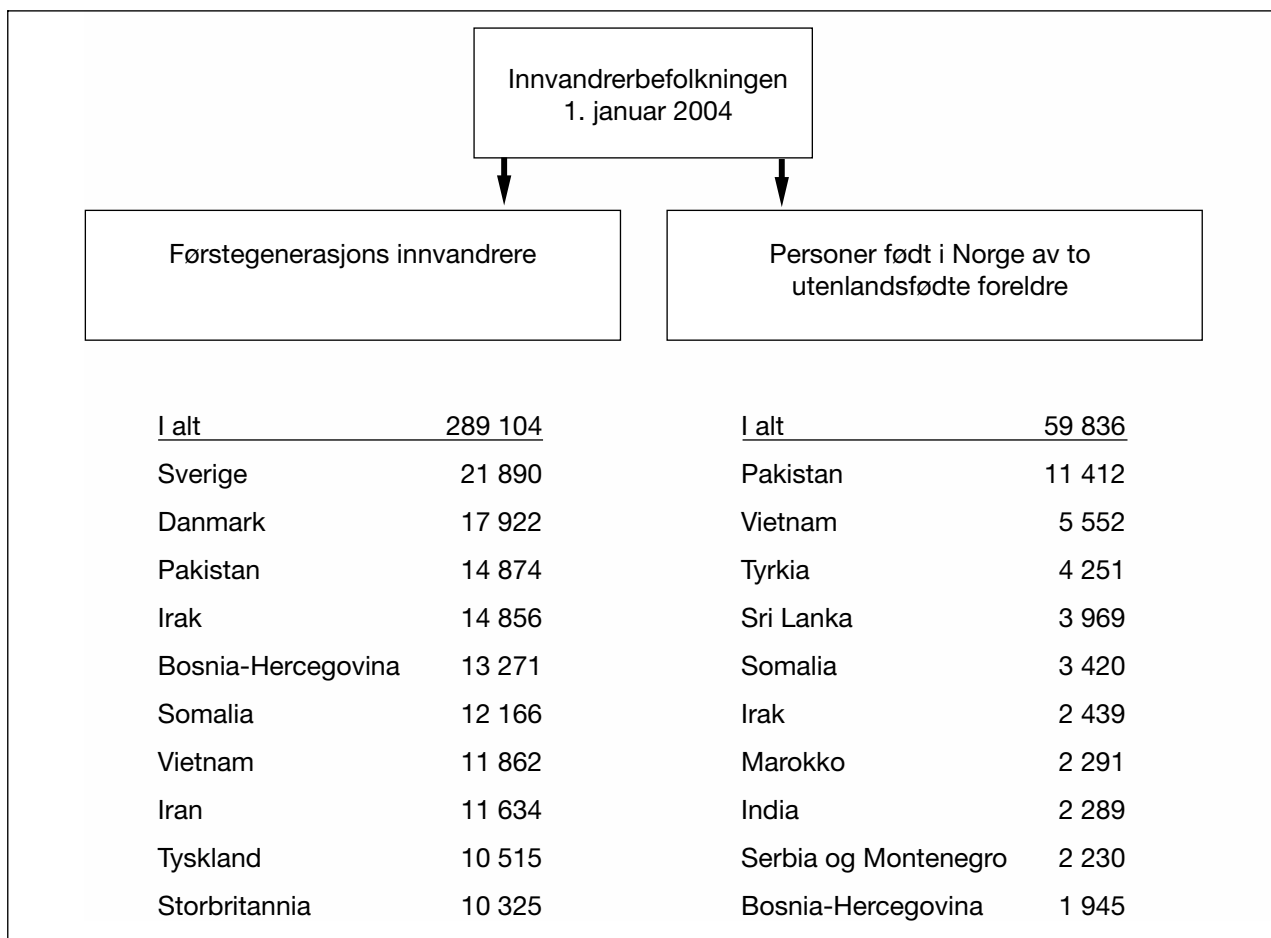 Innvandrerbefolkningen
1. januar 2004
Førstegenerasjons innvandrere
Personer født i Norge av to
utenlandsfødte foreldre
I alt 289 104
Sverige 21 890
Danmark 17 922
Pakistan 14 874
Irak 14 856
Bosnia-Hercegovina 13 271
Somalia 12 166
Vietnam 11 862
Iran 11 634
Tyskland 10 515
Storbritannia 10 325
I alt 59 836
Pakistan 11 412
Vietnam 5 552
Tyrkia 4 251
Sri Lanka 3 969
Somalia 3 420
Irak 2 439
Marokko 2 291
India 2 289
Serbia og Montenegro 2 230
Bosnia-Hercegovina 1 945